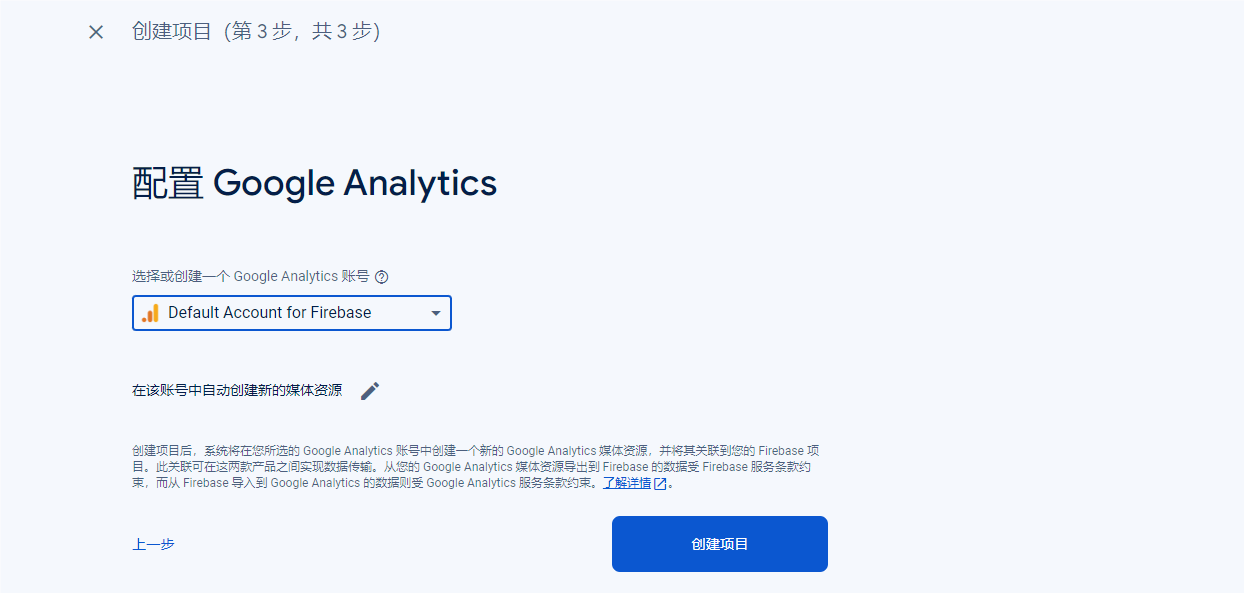 创建项目（第 3 步，共 3 步）
配置 Google Analytics
选择或创建一个 Google Analytics 账号
Default Account for Firebase
在该账号中自动创建新的媒体资源
创建项目后，系统将在您所选的 Google Analytics 账号中创建一个新的 Google Analytics 媒体资源，并将其关联到您的 Firebase 项
目。此关联可在这两款产品之间实现数据传输。从您的 Google Analytics 媒体资源导出到 Firebase 的数据受 Firebase 服务条款约
束，而从 Firebase 导入到 Google Analytics 的数据则受 Google Analytics 服务条款约束。了解详情。
上一步
创建项目